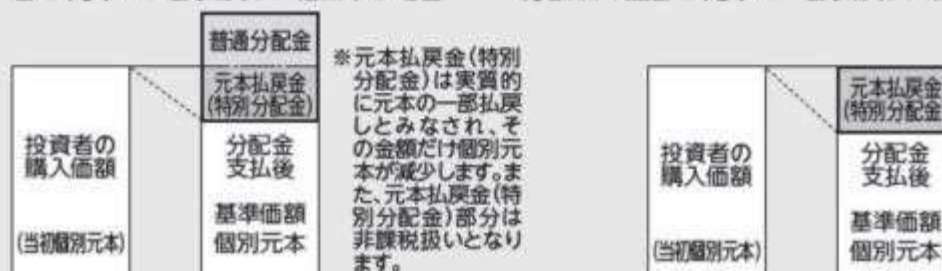 普通分配金
元本払戻金
(特別分配金)
投資者の
購入価額
(当初個別元本)
分配金
支払後
基準価額
個別元本
※元本払戻金(特別
分配金)は実質的
に元本の一部払戻
しとみなされ、そ
の金額だけ個別元
本が減少します。ま
た、元本払戻金(特
別分配金)部分は
非課税扱いとなり
ます。
投資者の
購入価額
(当初個別元本)
元本払戻金
(特別分配金
分配金
支払後
基準価額
個別元本